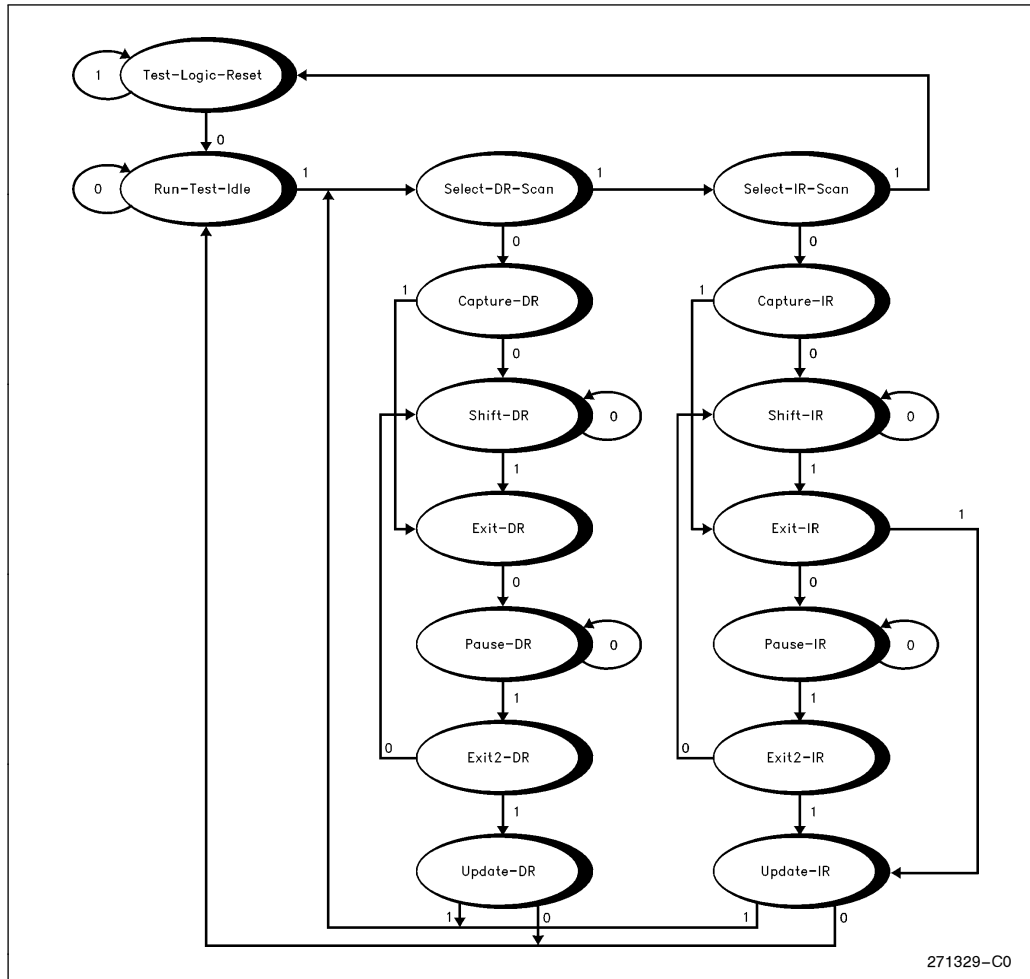 1 Test-Logic-Reset
0
0 Run-Test-Idle 1 Select-DR-Scan 1 Select-IR-Scan 1
0 0
1 Capture-DR 1 Capture-IR
0 0
Shift-DR 0 Shift-IR 0
1 1
Exit-DR Exit-IR 1
0 0
Pause-DR 0 Pause-IR 0
1 1
0 Exit2-DR 0 Exit2-IR
1 1
Update-DR Update-IR
1 0 1 0
271329-C0